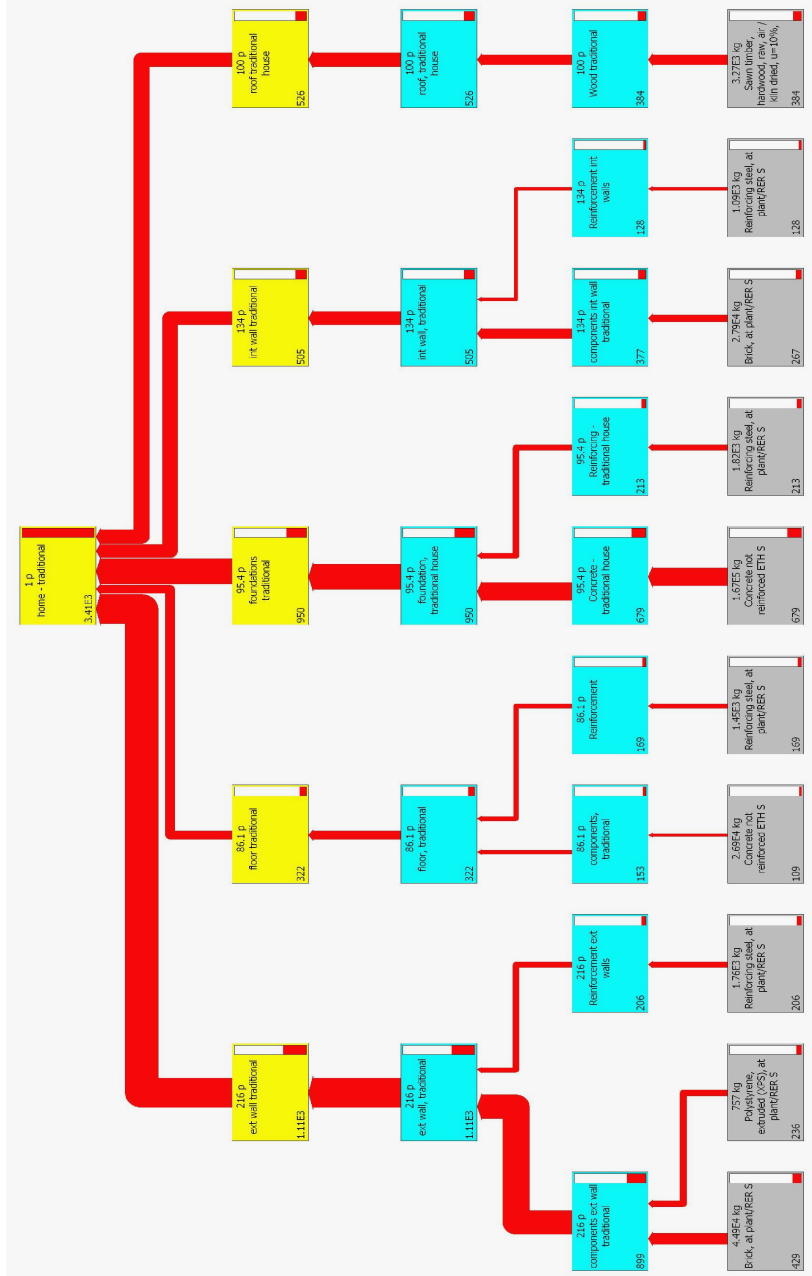 1 p
home - traditional
3.41E3
216 p
ext wall traditional
1.11E3
86.1 p
floor traditional
322
95.4 p
foundations
traditional
950
134 p
int wall traditional
505
100 p
roof traditional
house
526
216 p
ext wall, traditional
1.11E3
86.1 p
floor, traditional
322
95.4 p
foundation,
traditional house
950
134 p
int wall, traditional
505
100 p
roof, traditional
house
526
216 p
components ext wall
traditional
899
216 p
Reinforcement ext
walls
206
86.1 p
components,
traditional
153
86.1 p
Reinforcement
169
95.4 p
Concrete -
traditional house
679
95.4 p
Reinforcing -
traditional house
213
134 p
components int wall
traditional
377
134 p
Reinforcement int
walls
128
100 p
Wood traditional
384
4.49E4 kg
Brick, at plant/RER S
429
757 kg
Polystyrene,
extruded (XPS), at
plant/RER S
236
1.76E3 kg
Reinforcing steel, at
plant/RER S
206
2.69E4 kg
Concrete not
reinforced ETH S
109
1.45E3 kg
Reinforcing steel, at
plant/RER S
169
1.67E5 kg
Concrete not
reinforced ETH S
679
1.82E3 kg
Reinforcing steel, at
plant/RER S
213
2.79E4 kg
Brick, at plant/RER S
267
1.09E3 kg
Reinforcing steel, at
plant/RER S
128
3.27E3 kg
Sawn timber,
hardwood, raw, air /
kiln dried, u=10%,
384